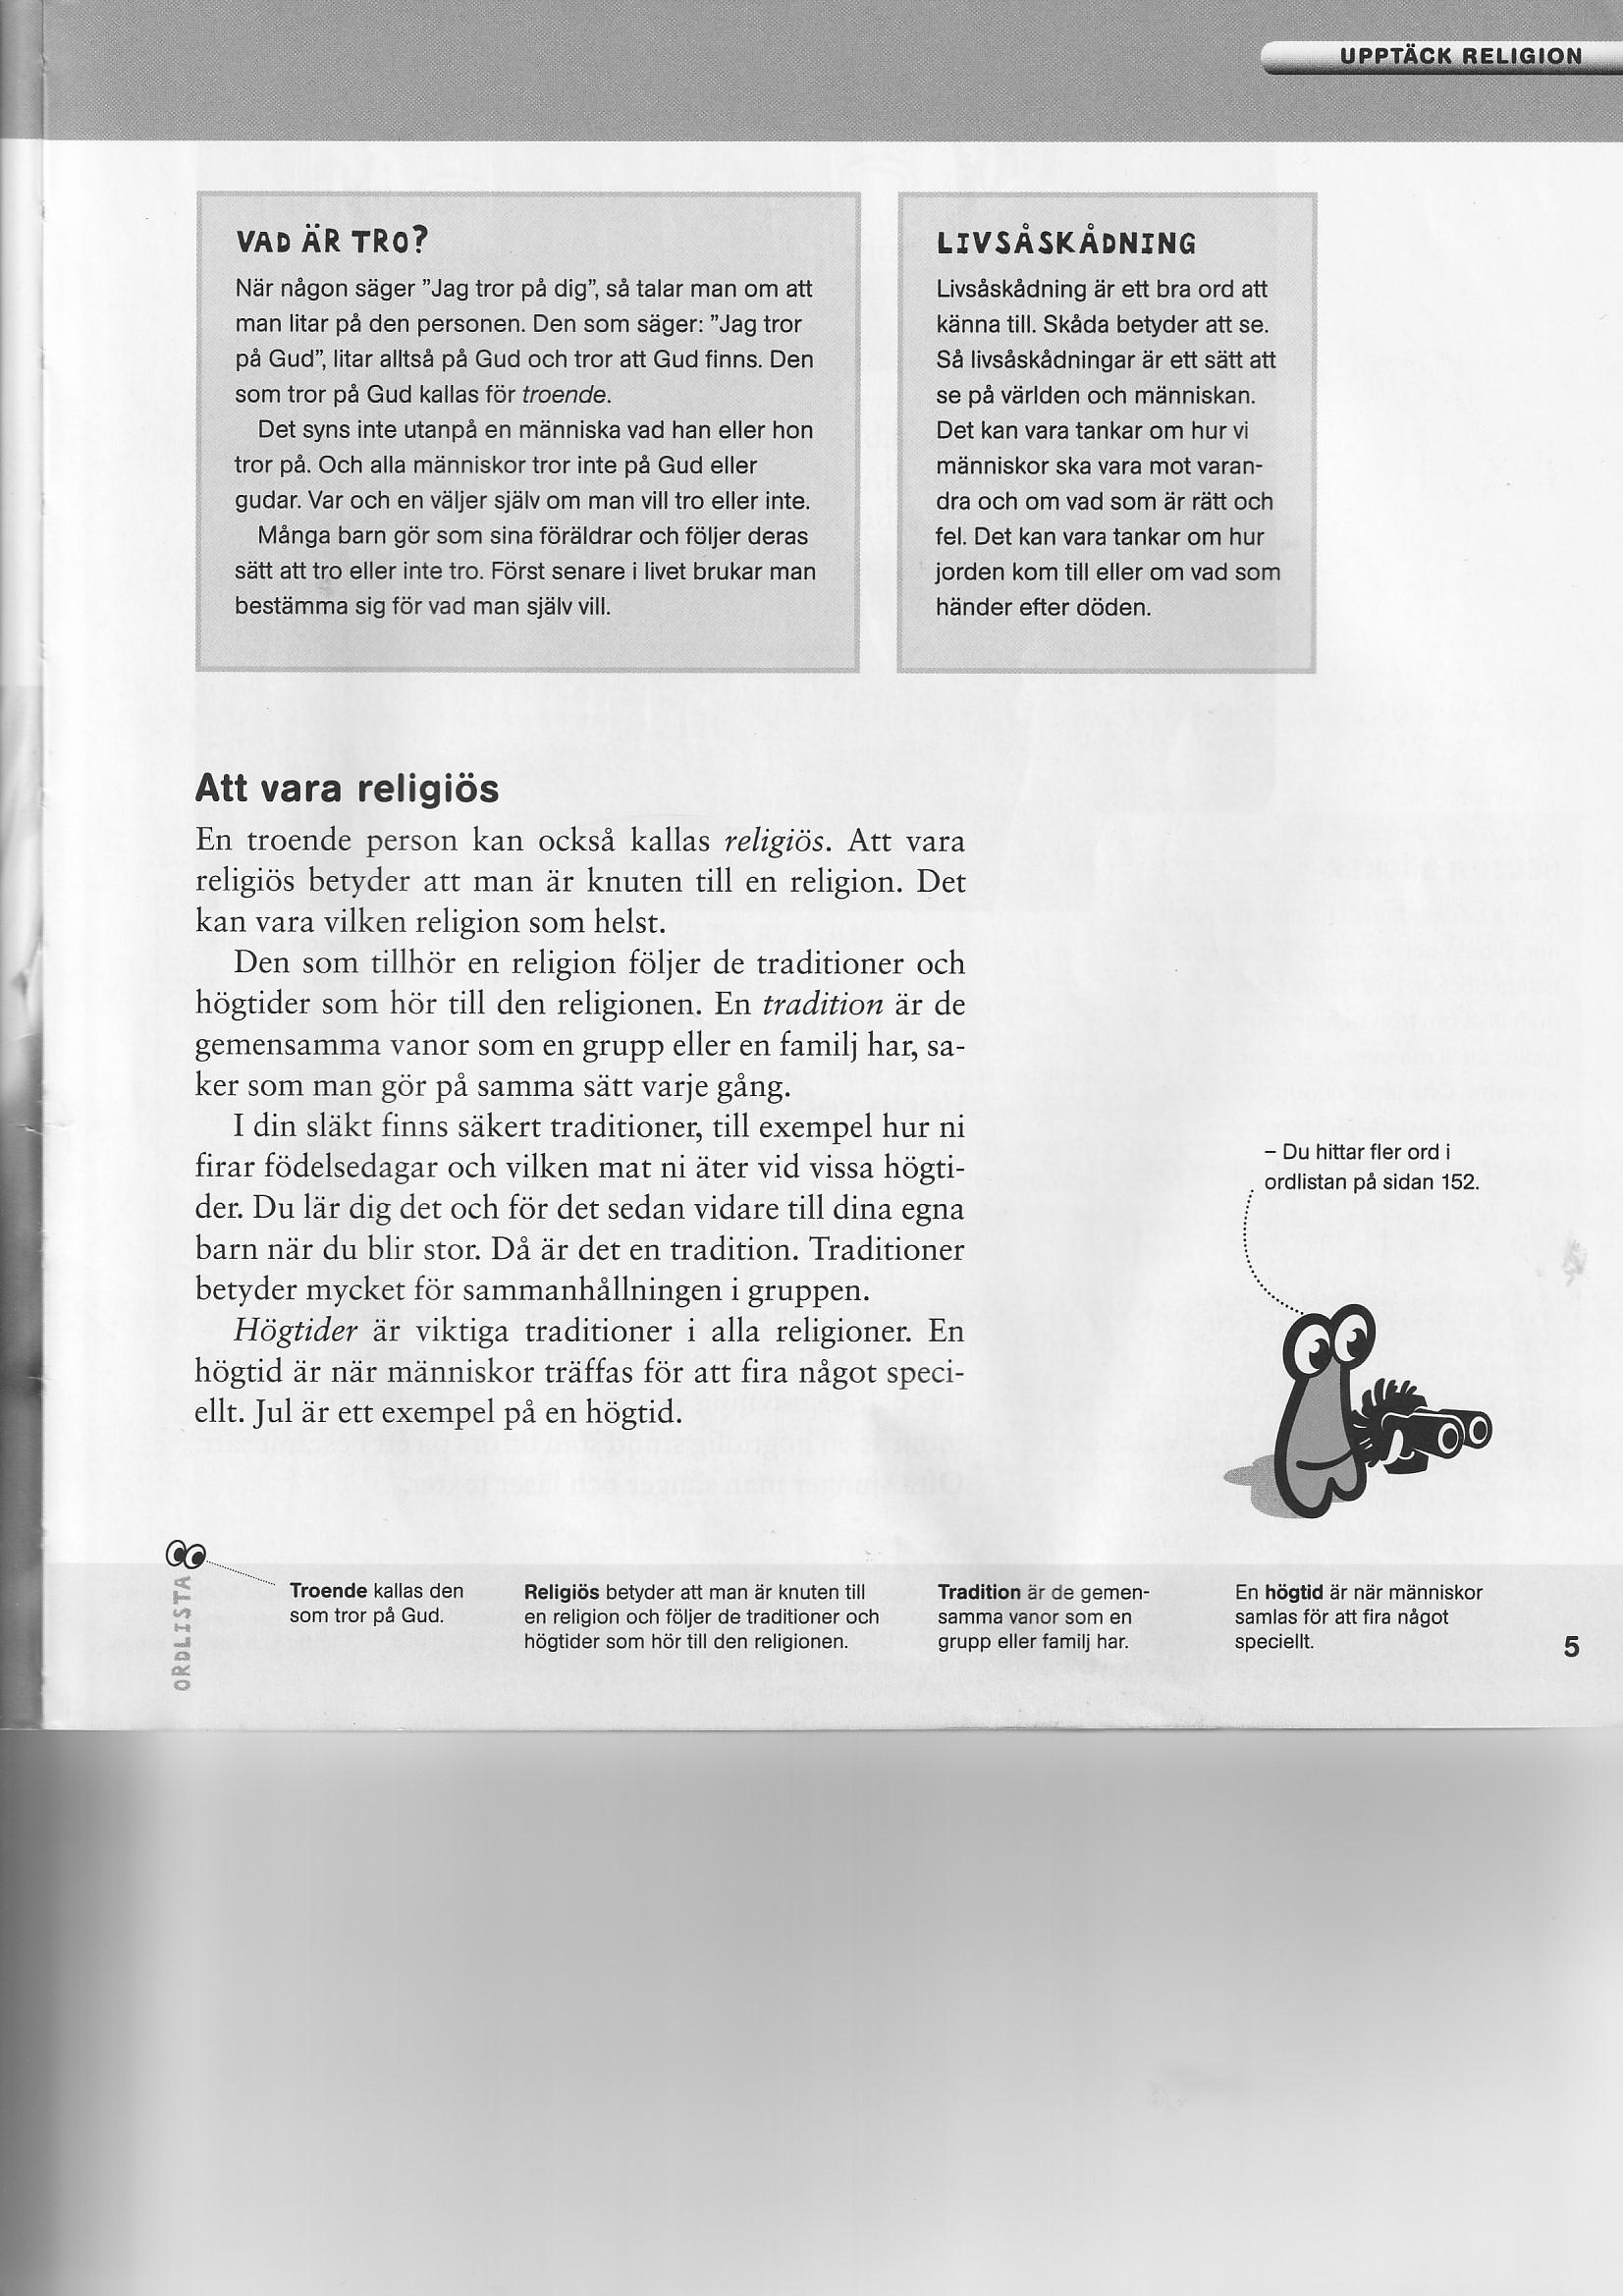 UPPTÄCK RELIGION
VAD ÄR TRO?
När någon säger ”Jag tror på dig”, så talar man om att
man litar på den personen. Den som säger: ”Jag tror
på Gud”, litar alltså på Gud och tror att Gud finns. Den
som tror på Gud kallas för troende.
Det syns inte utanpå en människa vad han eller hon
tror på. Och alla människor tror inte på Gud eller
gudar. Var och en väljer själv om man vill tro eller inte.
Många barn gör som sina föräldrar och följer deras
sätt att tro eller inte tro. Först senare i livet brukar man
bestämma sig för vad man själv vill.
LIVSÅSKÅDNING
Livsåskådning är ett bra ord att
känna till. Skåda betyder att se.
Så livsåskådningar är ett sätt att
se på världen och människan.
Det kan vara tankar om hur vi
människor ska vara mot varan-
dra och om vad som är rätt och
fel. Det kan vara tankar om hur
jorden kom till eller om vad som
händer efter döden.
Att vara religiös
En troende person kan också kallas religiös. Att vara
religiös betyder att man är knuten till en religion. Det
kan vara vilken religion som helst.
Den som tillhör en religion följer de traditioner och
högtider som hör till den religionen. En tradition är de
gemensamma vanor som en grupp eller en familj har, sa-
ker som man gör på samma sätt varje gång.
I din släkt finns säkert traditioner, till exempel hur ni
firar födelsedagar och vilken mat ni äter vid vissa högti-
der. Du lär dig det och för det sedan vidare till dina egna
barn när du blir stor. Då är det en tradition. Traditioner
betyder mycket för sammanhållningen i gruppen.
Högtider är viktiga traditioner i alla religioner. En
högtid är när människor träffas för att fira något speci-
ellt. Jul är ett exempel på en högtid.
– Du hittar fler ord i
ordlistan på sidan 152.
ORDLISTA
Troende kallas den
som tror på Gud.
Religiös betyder att man är knuten till
en religion och följer de traditioner och
högtider som hör till den religionen.
Tradition är de gemen-
samma vanor som en
grupp eller familj har.
En högtid är när människor
samlas för att fira något
speciellt.
5